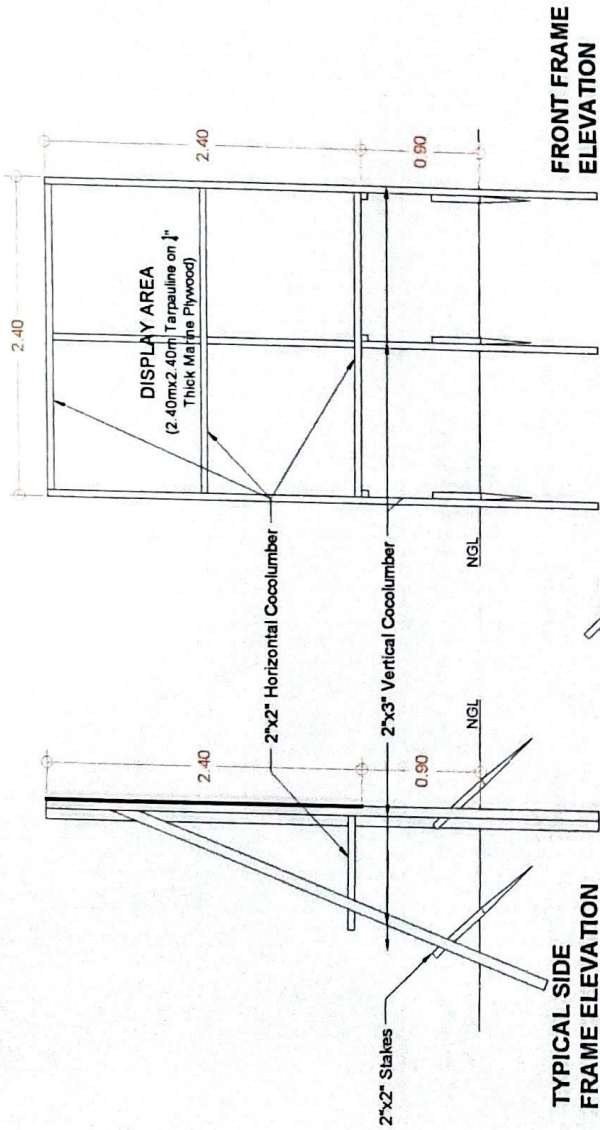 2.40
DISPLAY AREA
(2.40mx2.40m Tarpauline on
Thick Marine Plywood)
2.40
0.90
NGL
FRONT FRAME
ELEVATION
2"x2" Horizontal Cocolumber
2"x3" Vertical Cocolumber
2.40
0.90
NGL
2"x2" Stakes
TYPICAL SIDE
FRAME ELEVATION